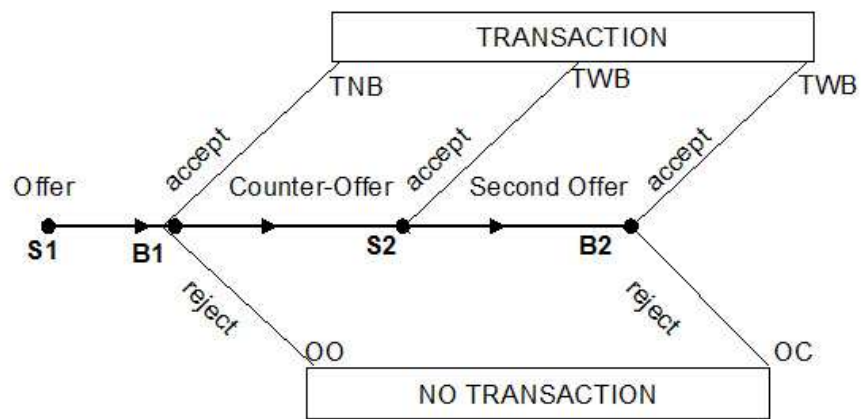 TRANSACTION
TNB
TWB
TWB
accept
accept
accept
Offer
Counter-Offer
Second Offer
S1
B1
S2
B2
reject
reject
OO
OC
NO TRANSACTION